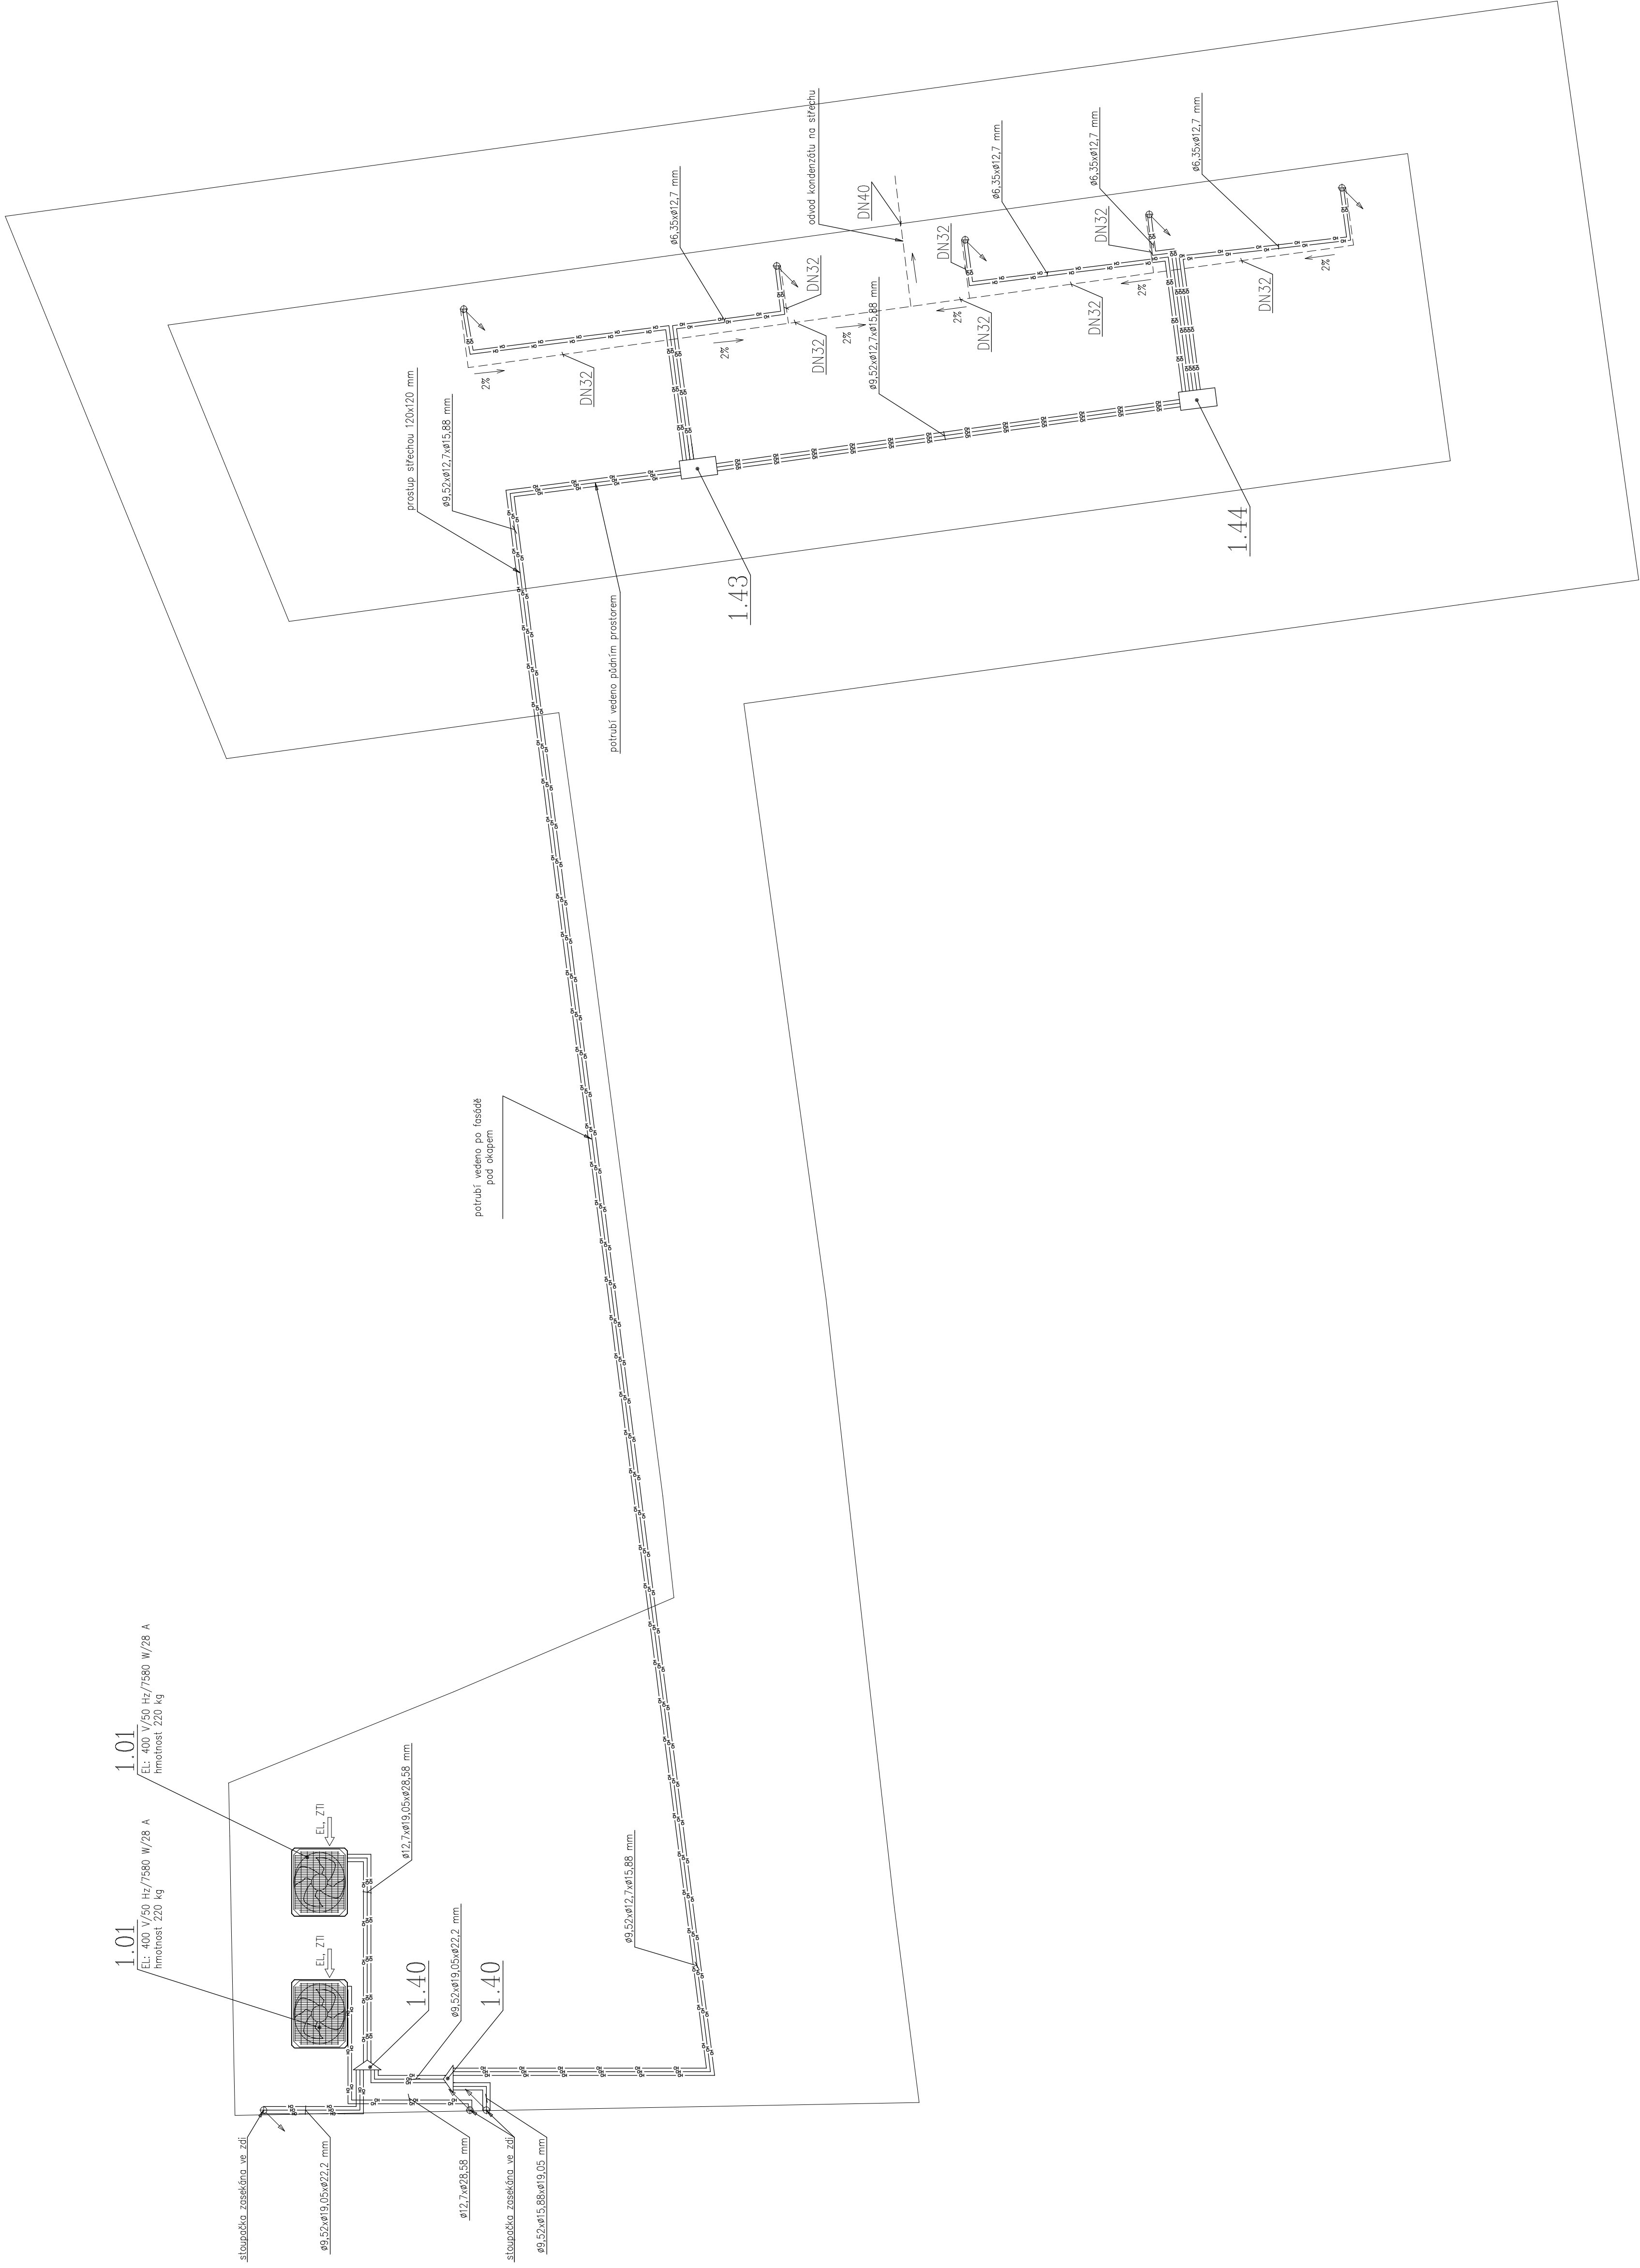 1.01
EL: 400 V/50 Hz/7580 W/28 A
hmotnost 220 kg
1.01
EL: 400 V/50 Hz/7580 W/28 A
hmotnost 220 kg
EL, ZTI
EL, ZTI
stoupačka zasekána ve zdi
ø9,52xø19,05xø22,2 mm
ø12,7xø28,58 mm
stoupačka zasekána ve zdi
ø9,52xø15,88xø19,05 mm
1.40
ø12,7xø19,05xø28,58 mm
ø9,52xø19,05xø22,2 mm
1.40
ø9,52xø12,7xø15,88 mm
potrubí vedeno po fasádě
pod okapem
prostup střechou 120x120 mm
ø9,52xø12,7xø15,88 mm
potrubí vedeno půdním prostorem
1.43
2%
DN32
ø6,35xø12,7 mm
2%
DN32
DN32
2%
odvod kondenzátu na střechu
DN40
ø9,52xø12,7xø15,88 mm
DN32
2%
DN32
ø6,35xø12,7 mm
DN32
DN32
ø6,35xø12,7 mm
2%
ø6,35xø12,7 mm
DN32
2%
1.44